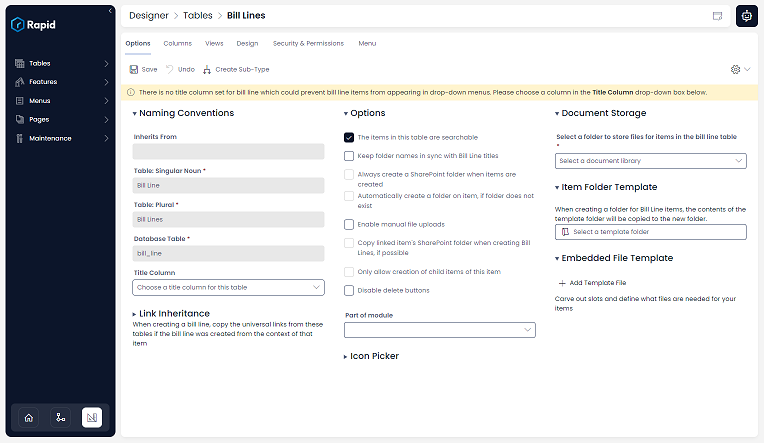 Rapid
Tables
Features
Menus
Pages
Maintenance
Designer > Tables > Bill Lines
Options
Columns
Views
Design
Security & Permissions
Menu
Save
Undo
Create Sub-Type
There is no title column set for bill line which could prevent bill line items from appearing in drop-down menus. Please choose a column in the Title Column drop-down box below.
Naming Conventions
Inherits From
Table: Singular Noun *
Bill Line
Table: Plural *
Bill Lines
Database Table *
bill_line
Title Column
Choose a title column for this table
Link Inheritance
When creating a bill line, copy the universal links from these
tables if the bill line was created from the context of that
item
Options
The items in this table are searchable
Keep folder names in sync with Bill Line titles
Always create a SharePoint folder when items are
created
Automatically create a folder on item, if folder does not
exist
Enable manual file uploads
Copy linked item's SharePoint folder when creating Bill
Lines, if possible
Only allow creation of child items of this item
Disable delete buttons
Part of module
Icon Picker
Document Storage
Select a folder to store files for items in the bill line table
*
Select a document library
Item Folder Template
When creating a folder for Bill Line items, the contents of the
template folder will be copied to the new folder.
Select a template folder
Embedded File Template
Add Template File
Carve out slots and define what files are needed for your
items